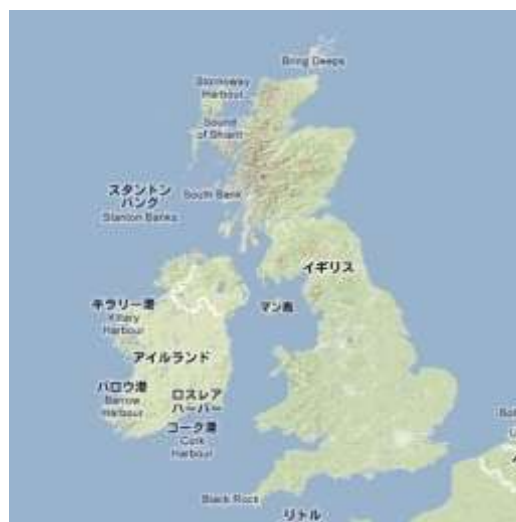 Bring Deeps
Stornoway
Harbour
Sound
of Shiant
スタントン
バンク
Stanton Banks
South Bank
イギリス
キラリー港
Killary
Harbour
マン島
アイルランド
バロウ港
Barrow
Harbour
ロスレア
ハーバー
コーク港
Cork
Harbour
Black Rock
リトル